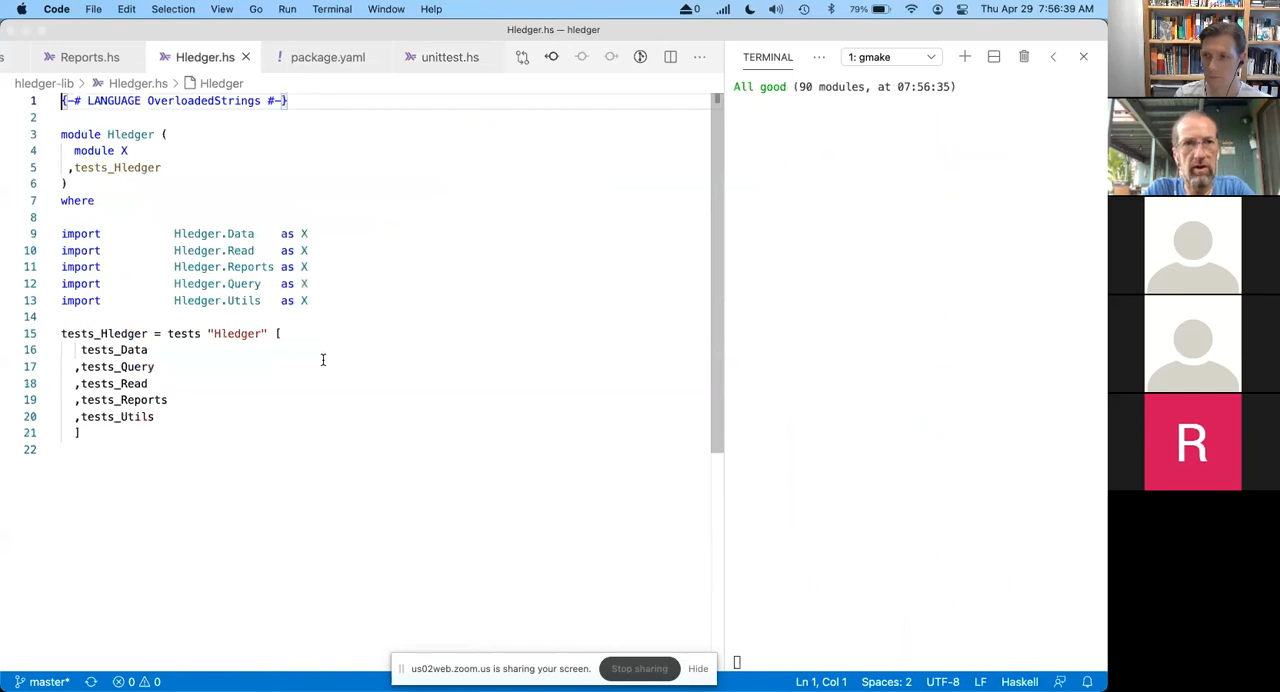 Code File Edit Selection View Go Run Terminal Window Help 0 79% Thu Apr 29 7:56:39 AM
Hledger.hs — hledger
s Reports.hs Hledger.hs package.yaml unittest.hs
TERMINAL 1: gmake
hledger-lib > Hledger.hs > Hledger
All good (90 modules, at 07:56:35)
1 {-# LANGUAGE OverloadedStrings #-}
2
3 module Hledger (
4 module X
5 ,tests_Hledger
6 )
7 where
8
9 import Hledger.Data as X
10 import Hledger.Read as X
11 import Hledger.Reports as X
12 import Hledger.Query as X
13 import Hledger.Utils as X
14
15 tests_Hledger = tests "Hledger" [
16 tests_Data
17 ,tests_Query
18 ,tests_Read
19 ,tests_Reports
20 ,tests_Utils
21 ]
22
R
us02web.zoom.us is sharing your screen. Stop sharing Hide
master* 0 0 Ln 1, Col 1 Spaces: 2 UTF-8 LF Haskell